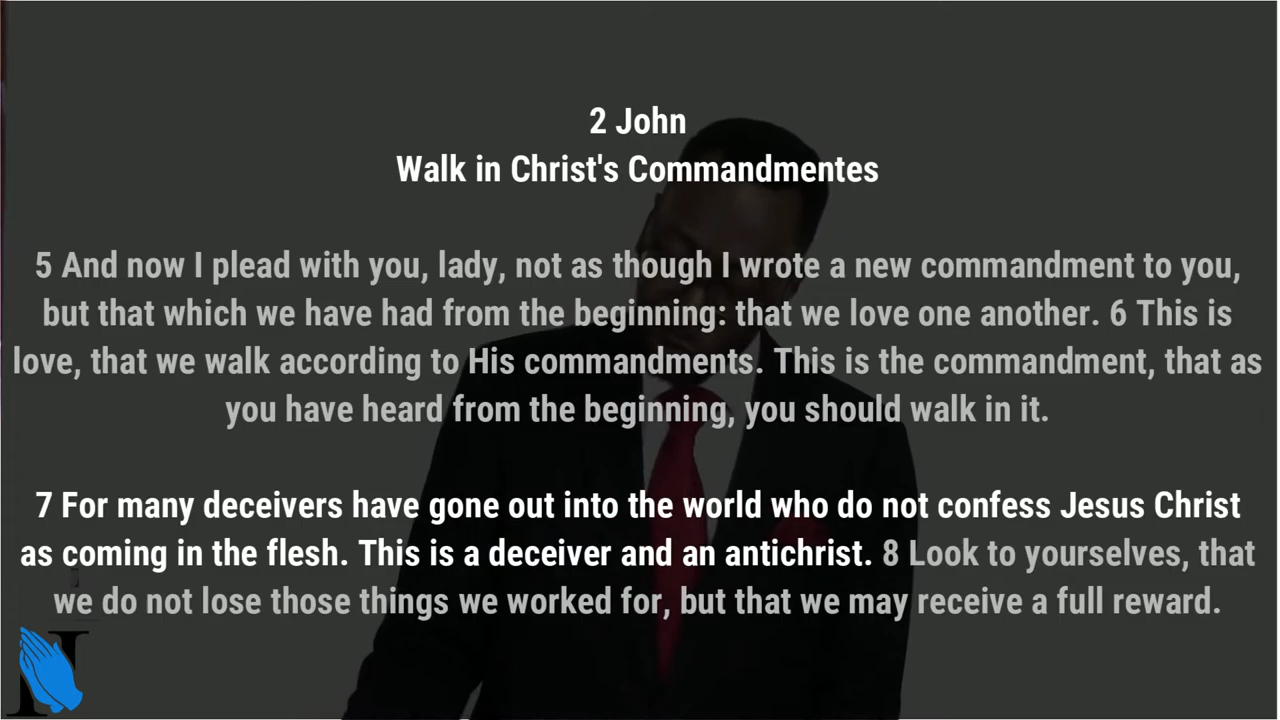 2 John
Walk in Christ's Commandmentes
5 And now I plead with you, lady, not as though I wrote a new commandment to you,
but that which we have had from the beginning: that we love one another. 6 This is
love, that we walk according to His commandments. This is the commandment, that as
you have heard from the beginning, you should walk in it.
7 For many deceivers have gone out into the world who do not confess Jesus Christ
as coming in the flesh. This is a deceiver and an antichrist. 8 Look to yourselves, that
we do not lose those things we worked for, but that we may receive a full reward.